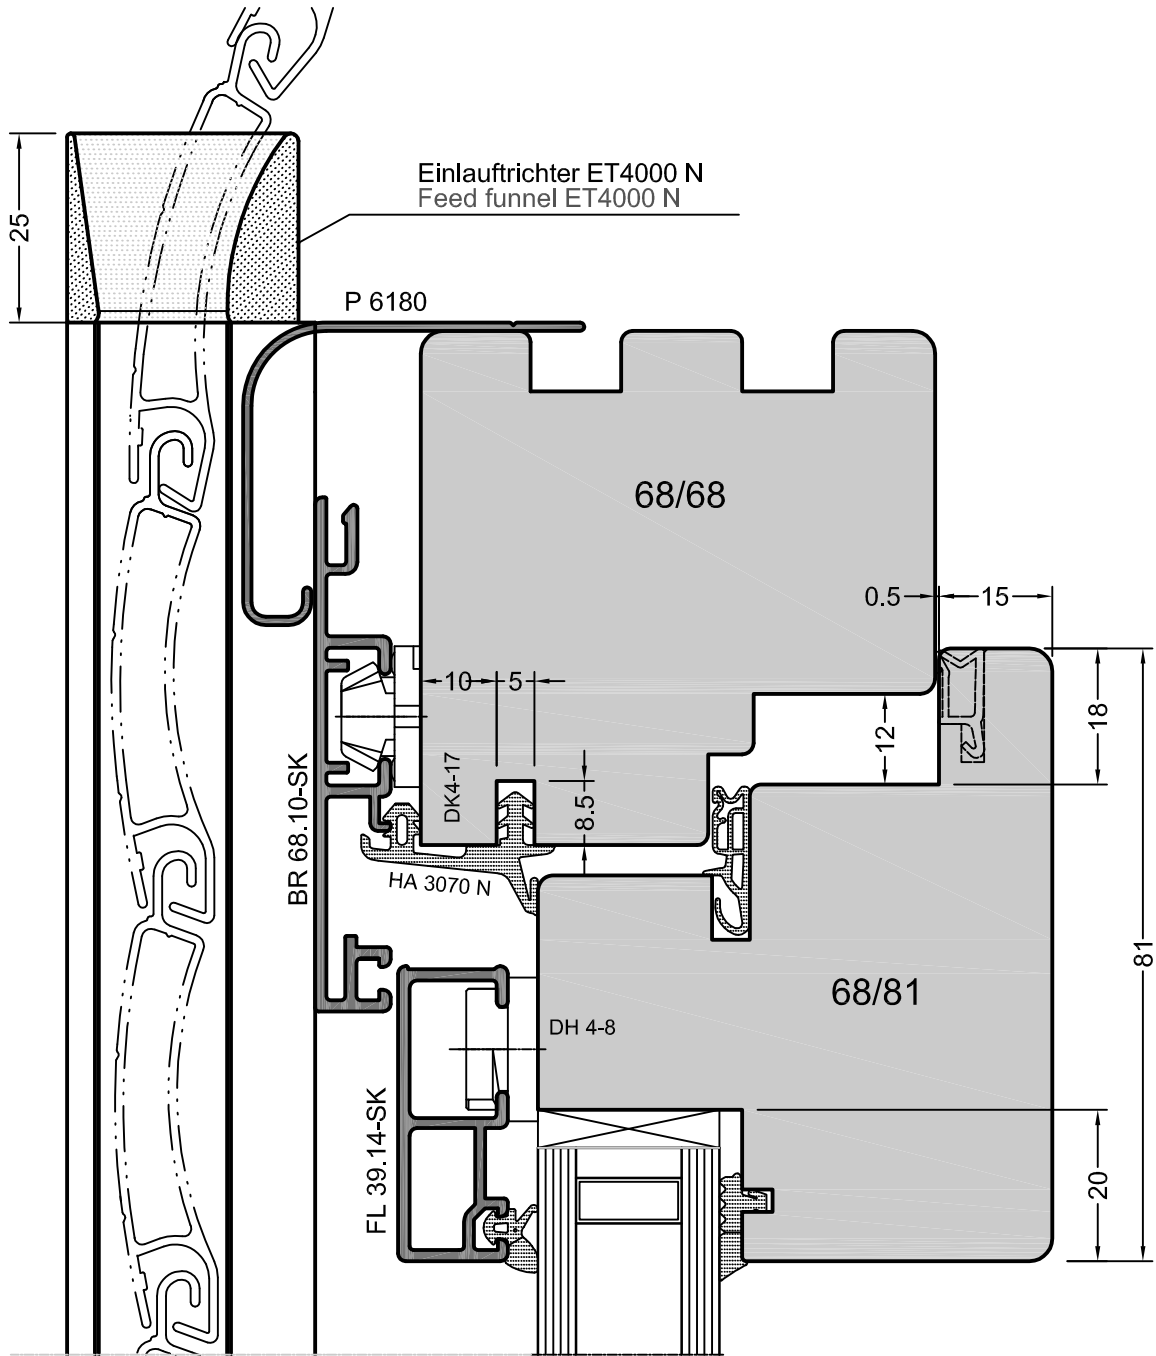 Einlauftrichter ET4000 N
Feed funnel ET4000 N
25
P 6180
68/68
0.5
15
10
5
18
12
DK4-17
8.5
BR 68.10-SK
HA 3070 N
81
68/81
DH 4-8
FL 39.14-SK
20